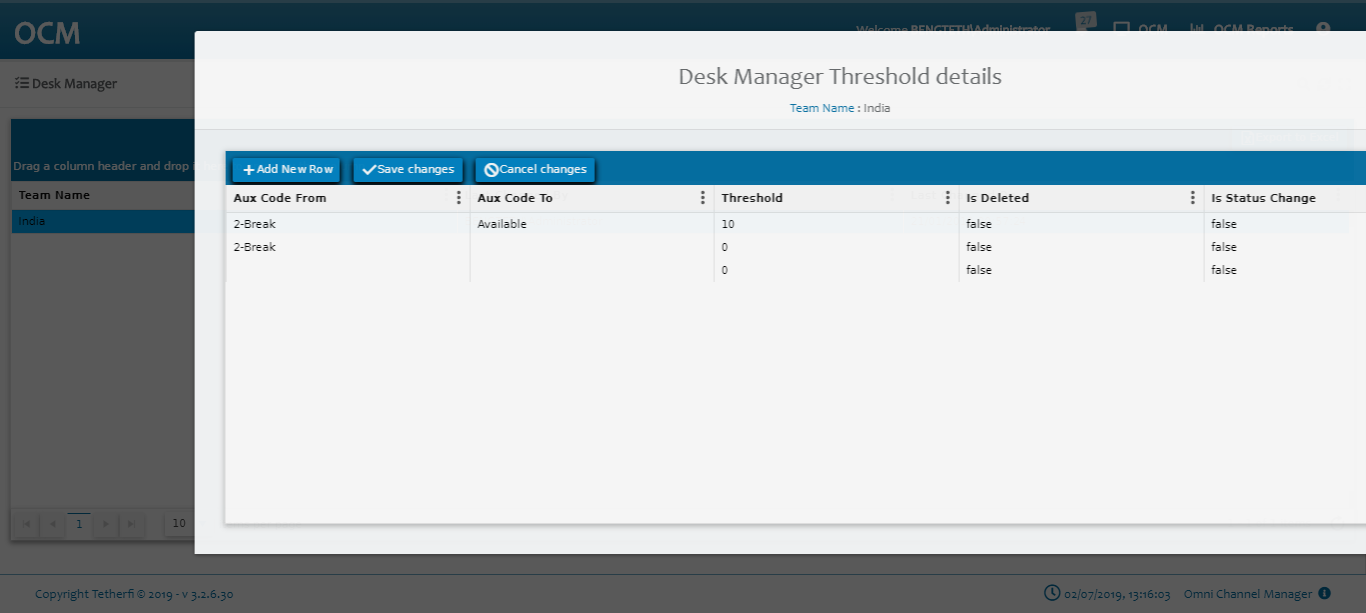 OCM
Welcome BENGTETH\Administrator
27
OCM
OCM Reports
Desk Manager
Desk Manager Threshold details
Team Name : India
Drag a column header and drop i
Team Name
India
Add New Row
Save changes
Cancel changes
Aux Code From
Aux Code To
Threshold
Is Deleted
Is Status Change
2-Break
Available
10
false
false
2-Break
0
false
false
0
false
false
1
10
Copyright Tetherfi © 2019 - v 3.2.6.30
02/07/2019, 13:16:03
Omni Channel Manager